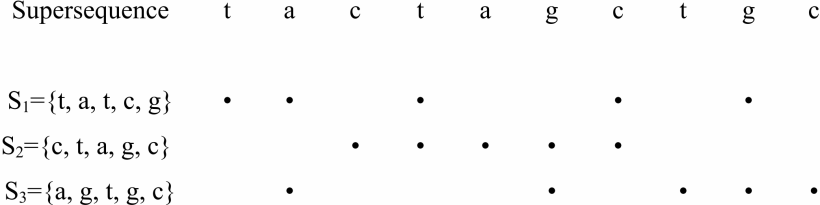 Supersequence t a c t a g c t g c
S₁={t, a, t, c, g} • • • • •
S₂={c, t, a, g, c} • • • • •
S₃={a, g, t, g, c} • • • • •